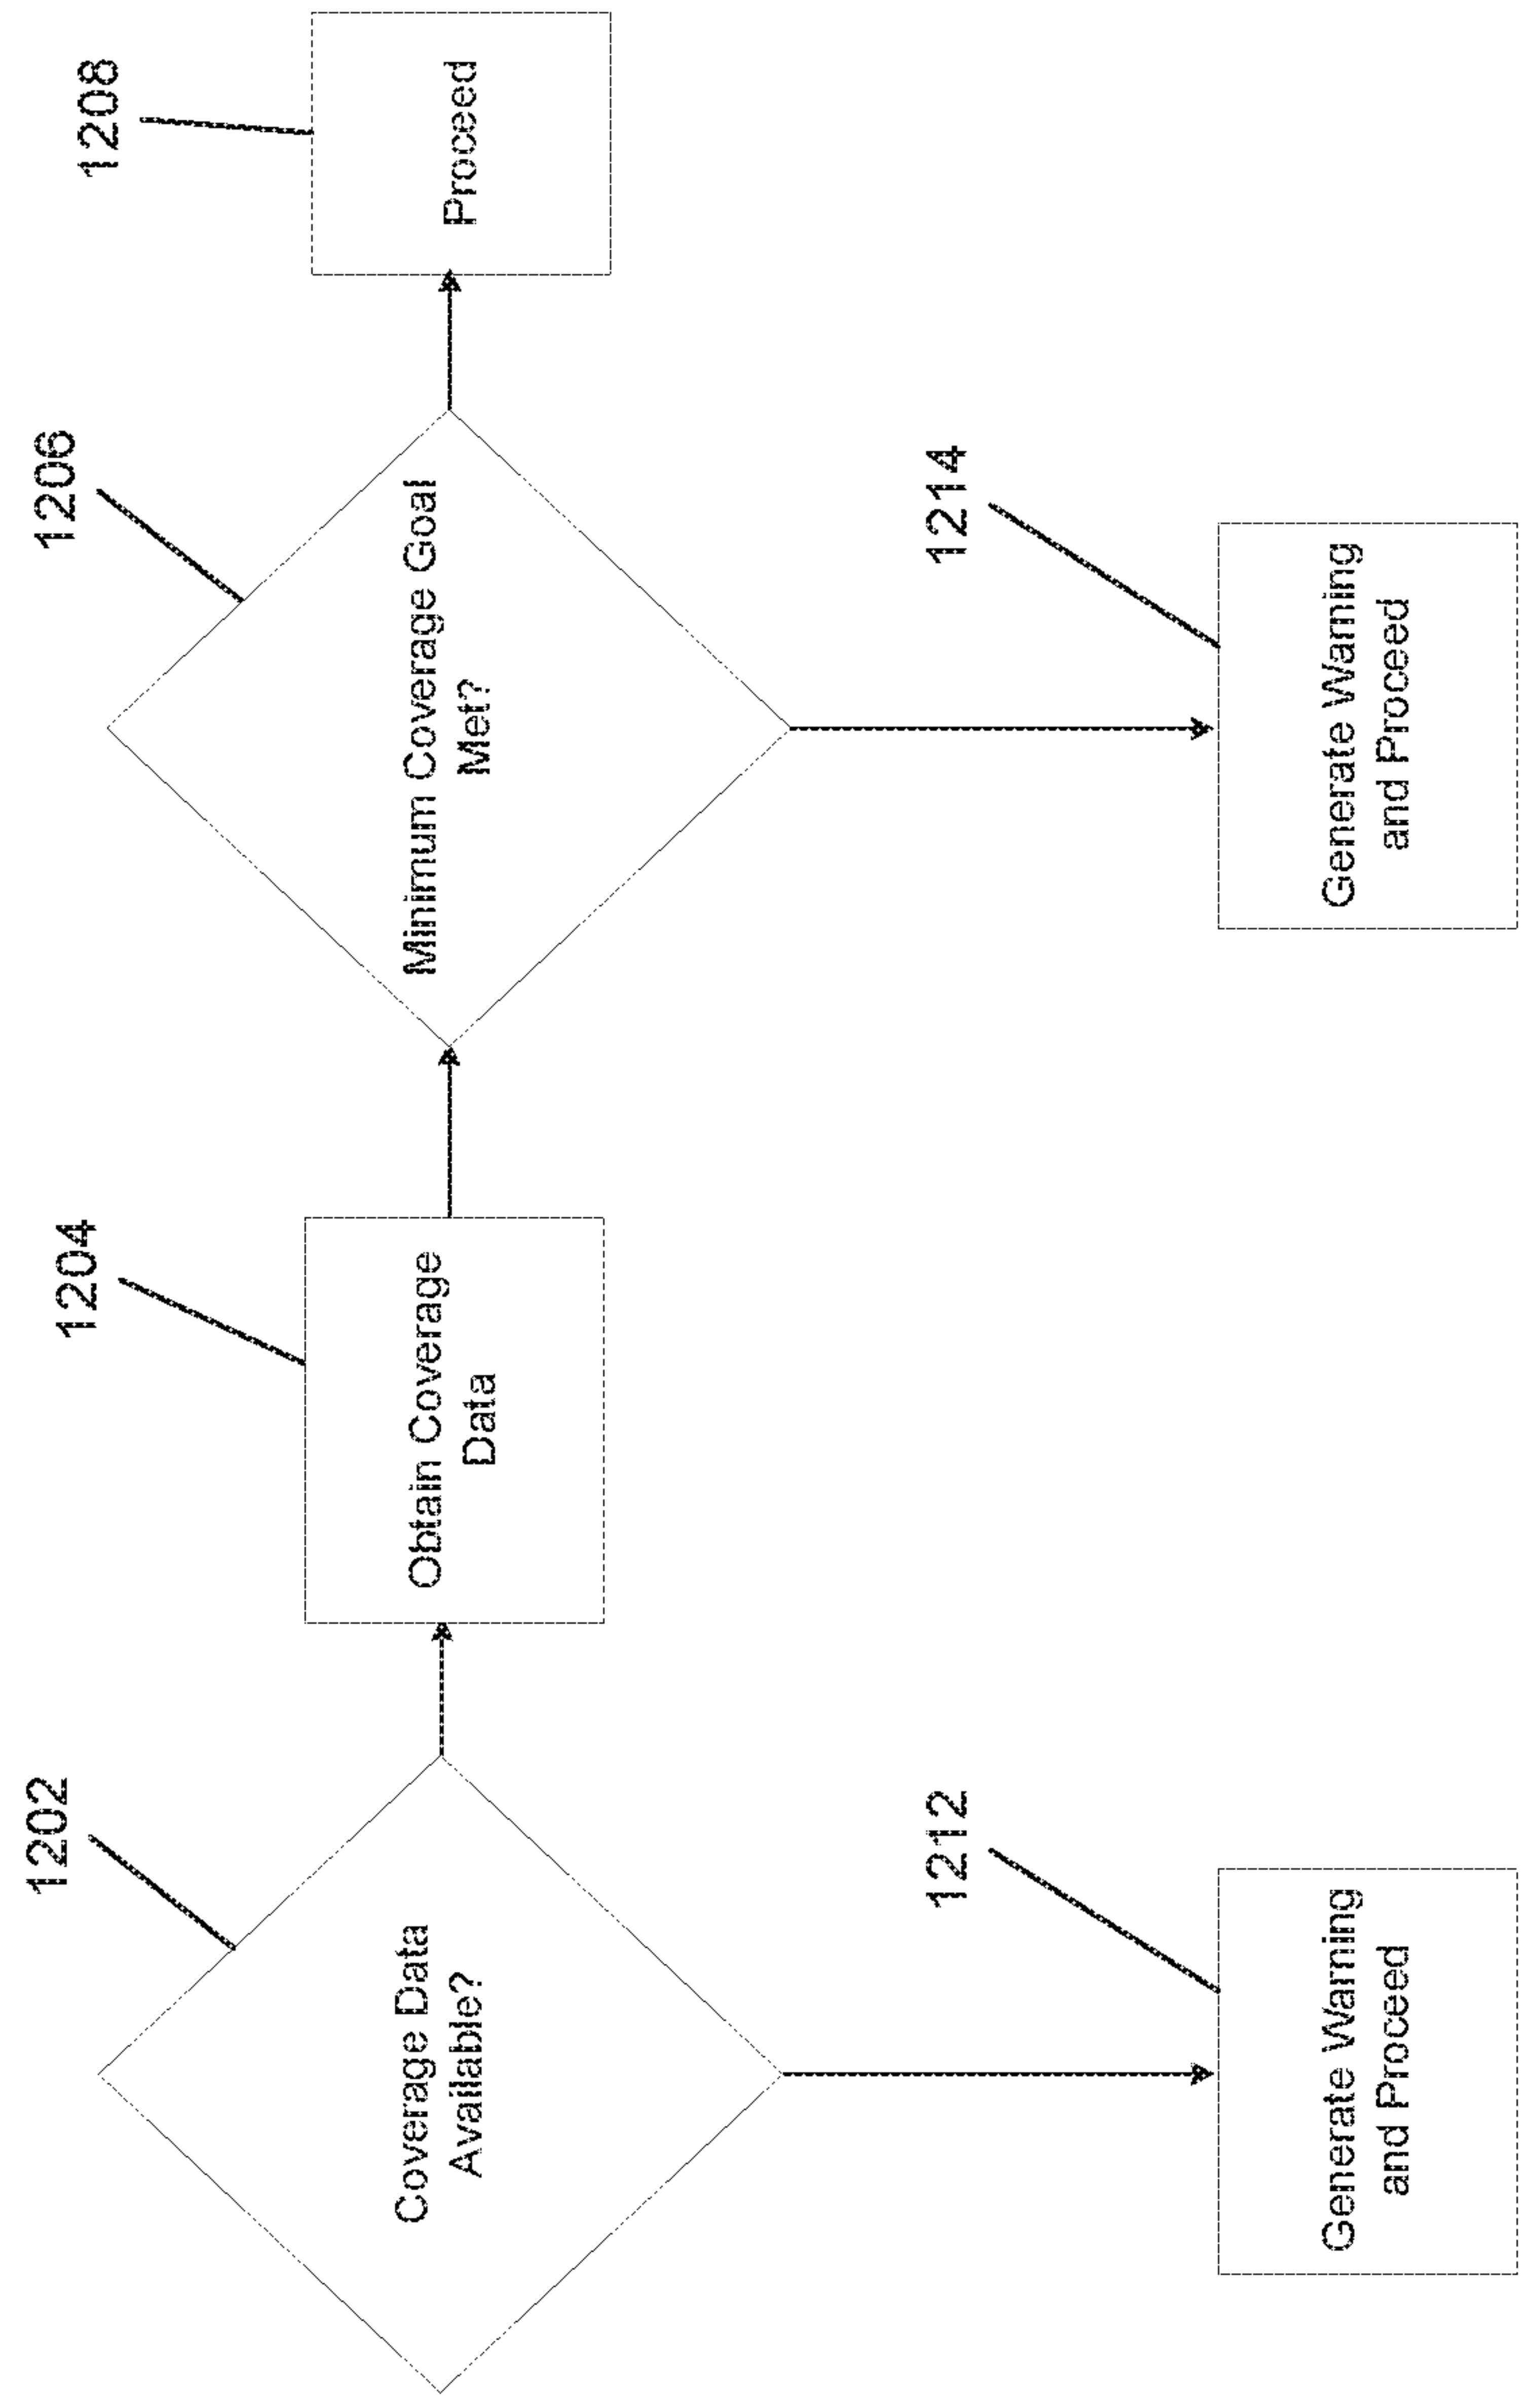 1202
Coverage Data
Available?
1204
Obtain Coverage
Data
1206
Minimum Coverage Goal
Met?
1208
Proceed
1212
Generate Warning
and Proceed
1214
Generate Warning
and Proceed